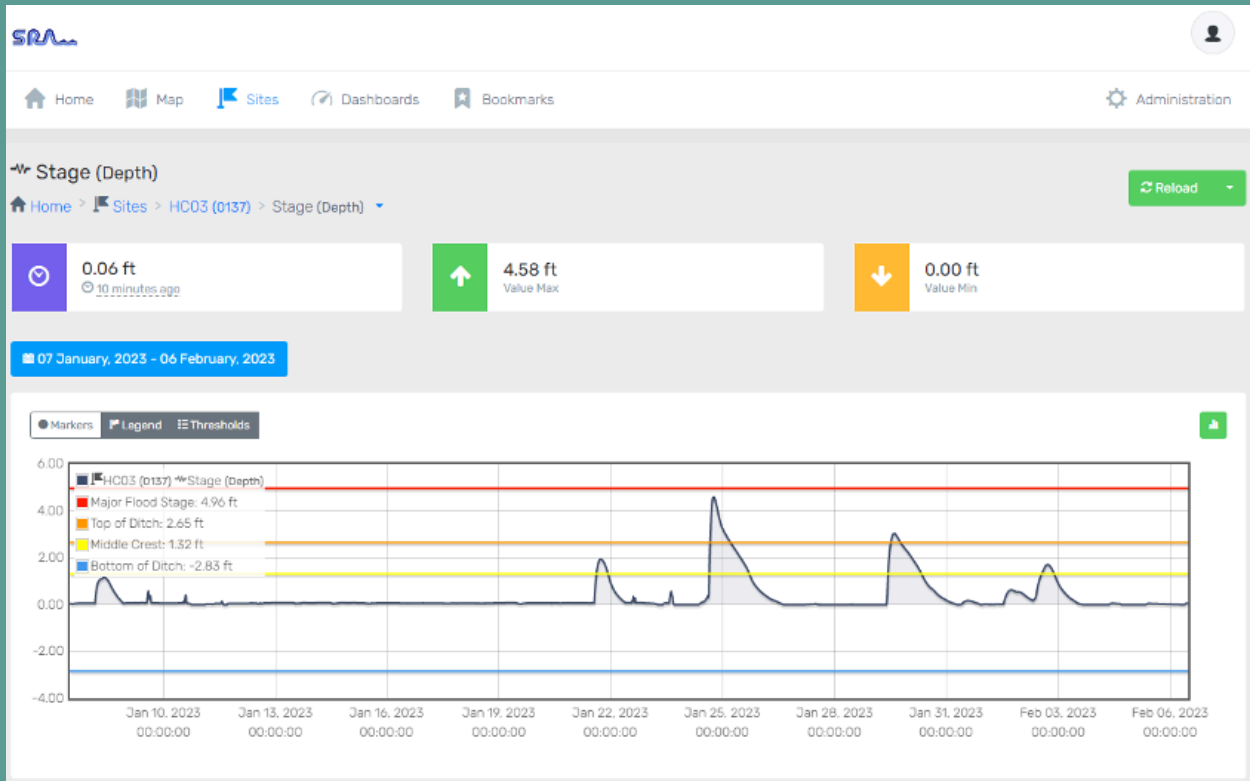 SRA
Home Map Sites Dashboards Bookmarks Administration
Stage (Depth)
Reload
Home > Sites > HC03 (0137) > Stage (Depth)
0.06 ft
10 minutes ago
4.58 ft
Value Max
0.00 ft
Value Min
07 January, 2023 - 06 February, 2023
Markers Legend Thresholds
6.00
HC03 (0137) Stage (Depth)
Major Flood Stage: 4.96 ft
4.00
Top of Ditch: 2.65 ft
Middle Crest: 1.32 ft
2.00
Bottom of Ditch: -2.83 ft
0.00
-2.00
-4.00
Jan 10, 2023 Jan 13, 2023 Jan 16, 2023 Jan 19, 2023 Jan 22, 2023 Jan 25, 2023 Jan 28, 2023 Jan 31, 2023 Feb 03, 2023 Feb 06, 2023
00:00:00 00:00:00 00:00:00 00:00:00 00:00:00 00:00:00 00:00:00 00:00:00 00:00:00 00:00:00